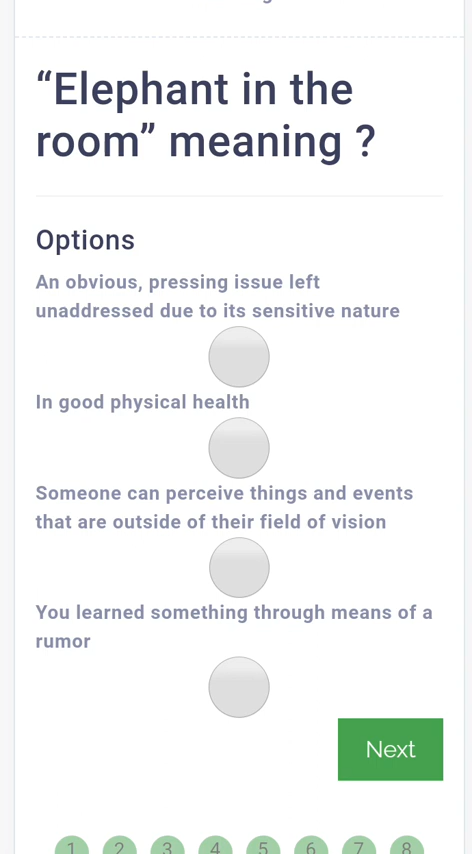 “Elephant in the
room” meaning ?
Options
An obvious, pressing issue left
unaddressed due to its sensitive nature
In good physical health
Someone can perceive things and events
that are outside of their field of vision
You learned something through means of a
rumor
Next
1 2 3 4 5 6 7 8